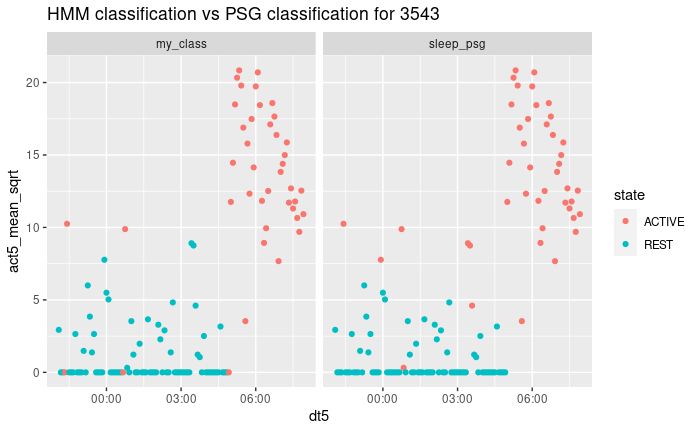 HMM classification vs PSG classification for 3543
my_class
sleep_psg
20
15
10
5
0
act5_mean_sqrt
00:00 03:00 06:00 00:00 03:00 06:00
dt5
state
ACTIVE
REST